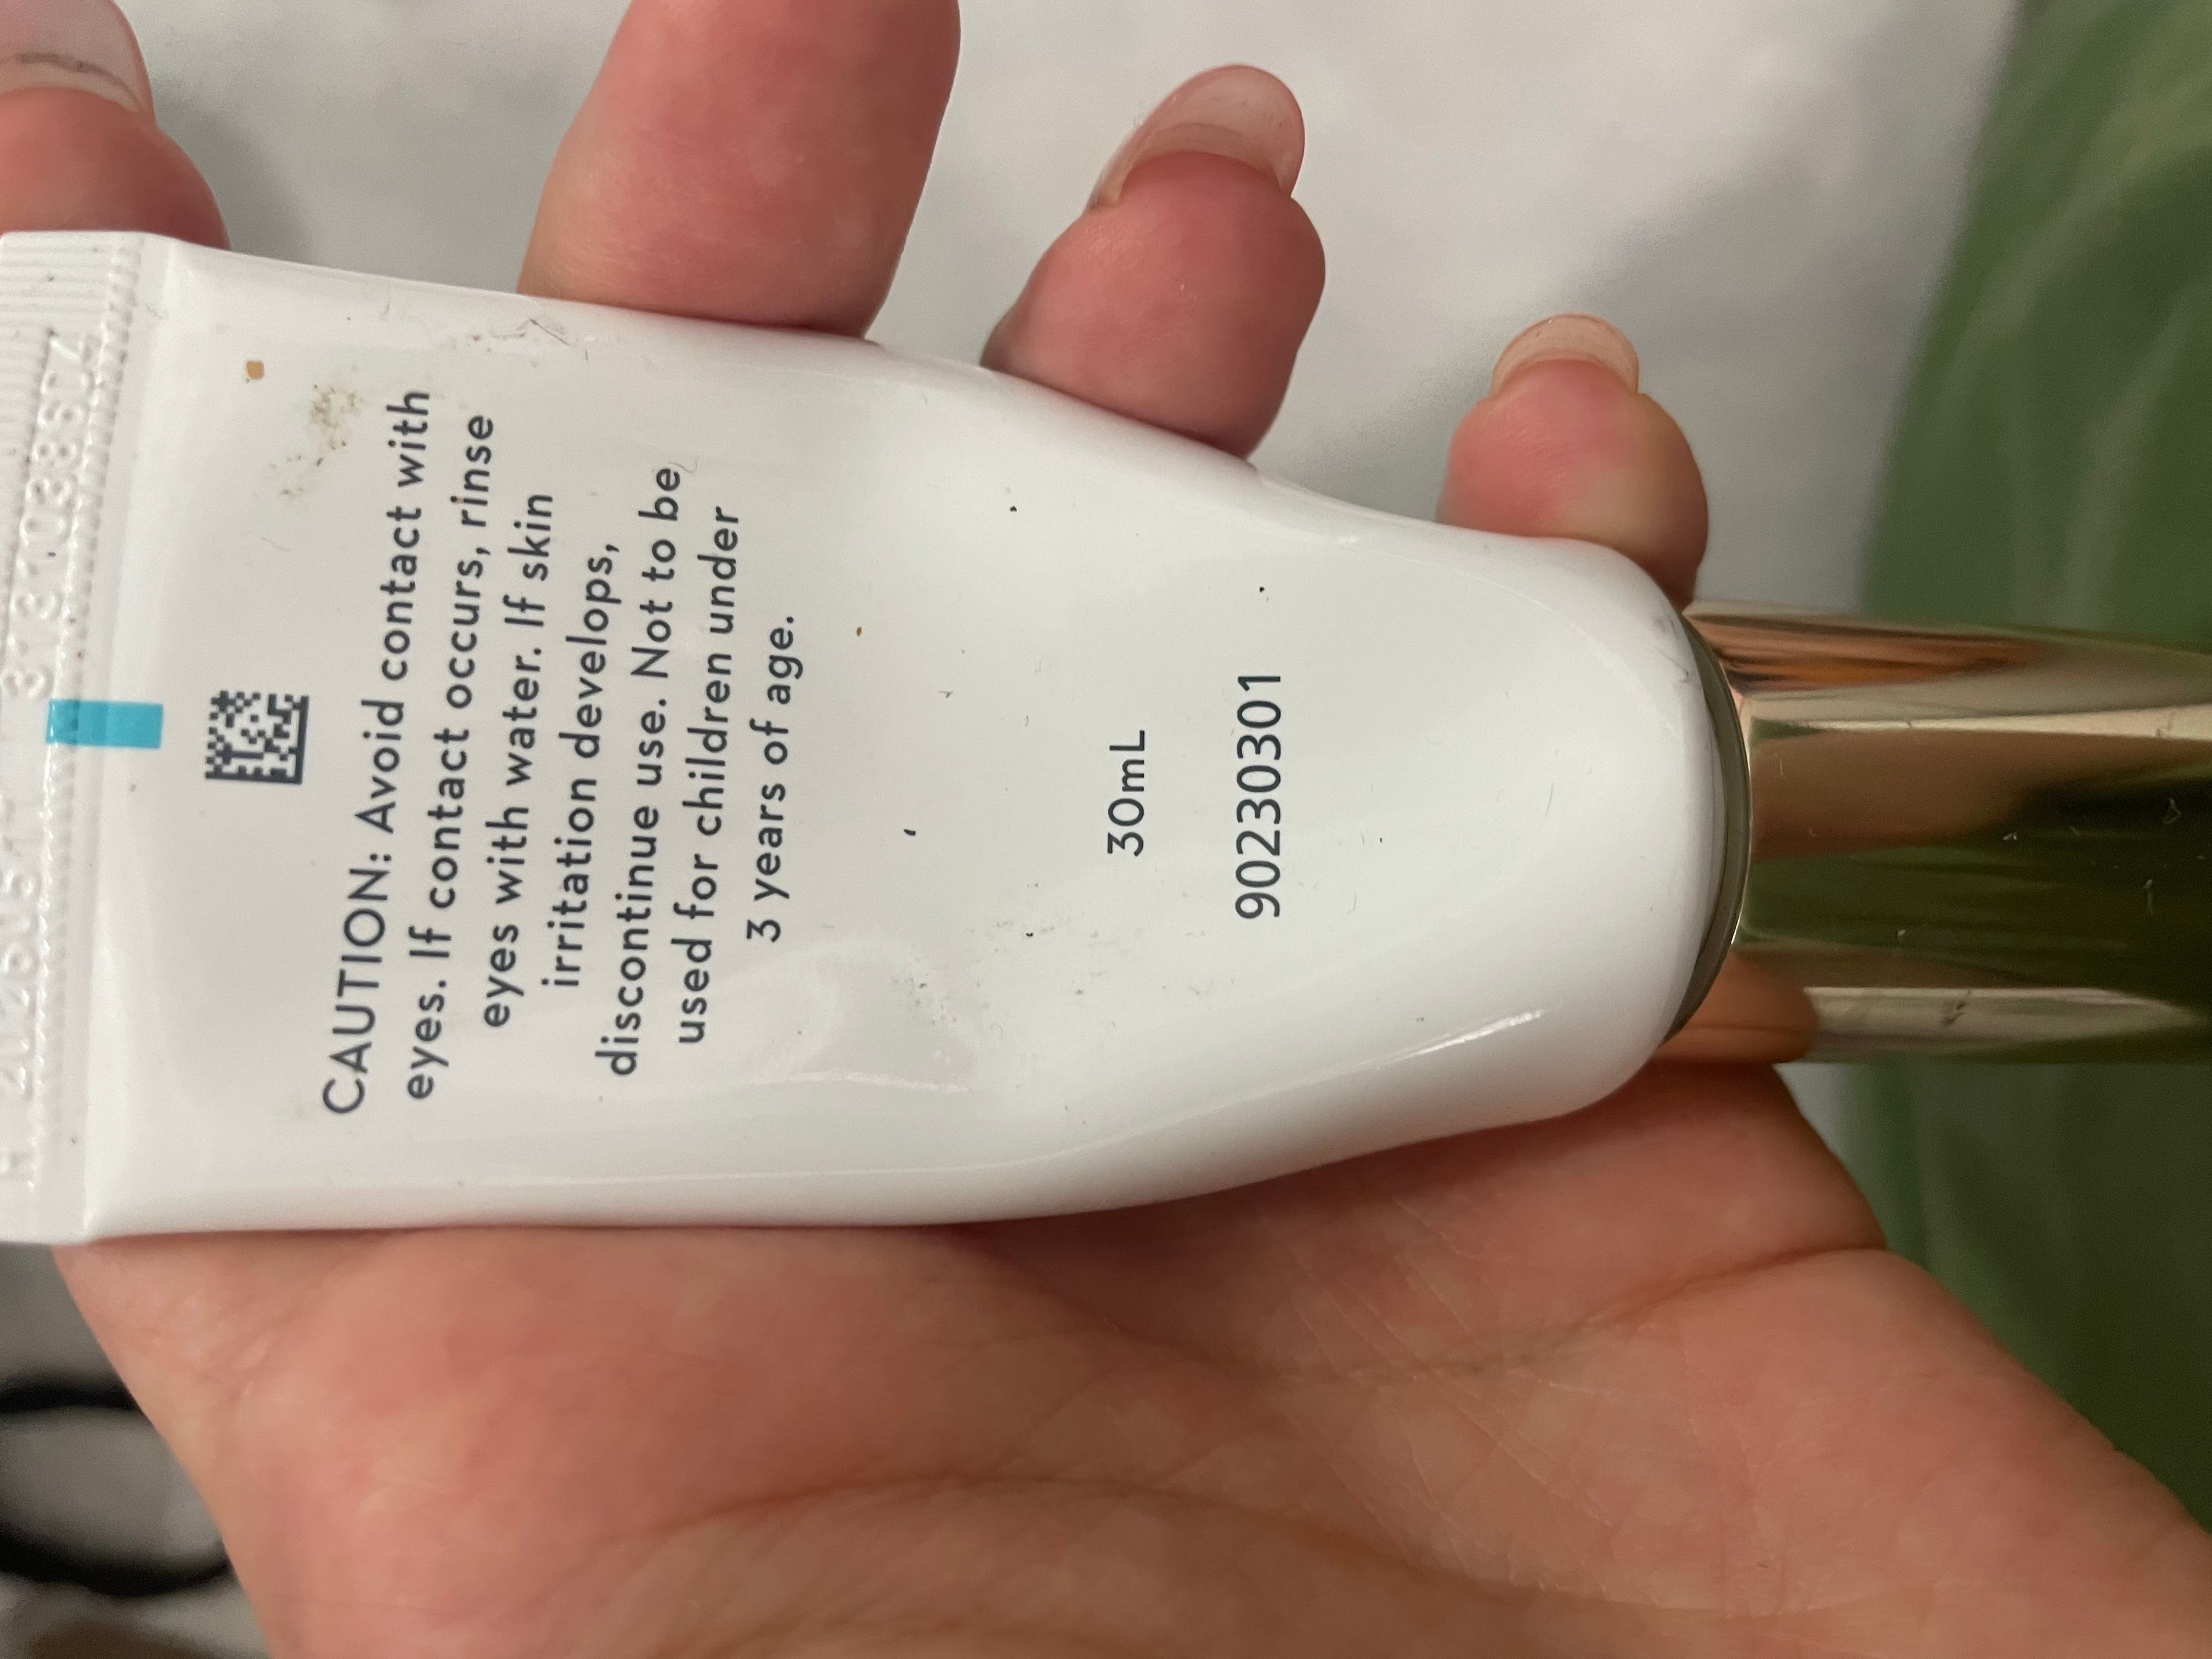 CAUTION: Avoid contact with
eyes. If contact occurs, rinse
eyes with water. If skin
irritation develops,
discontinue use. Not to be
used for children under
3 years of age.
30mL
90230301